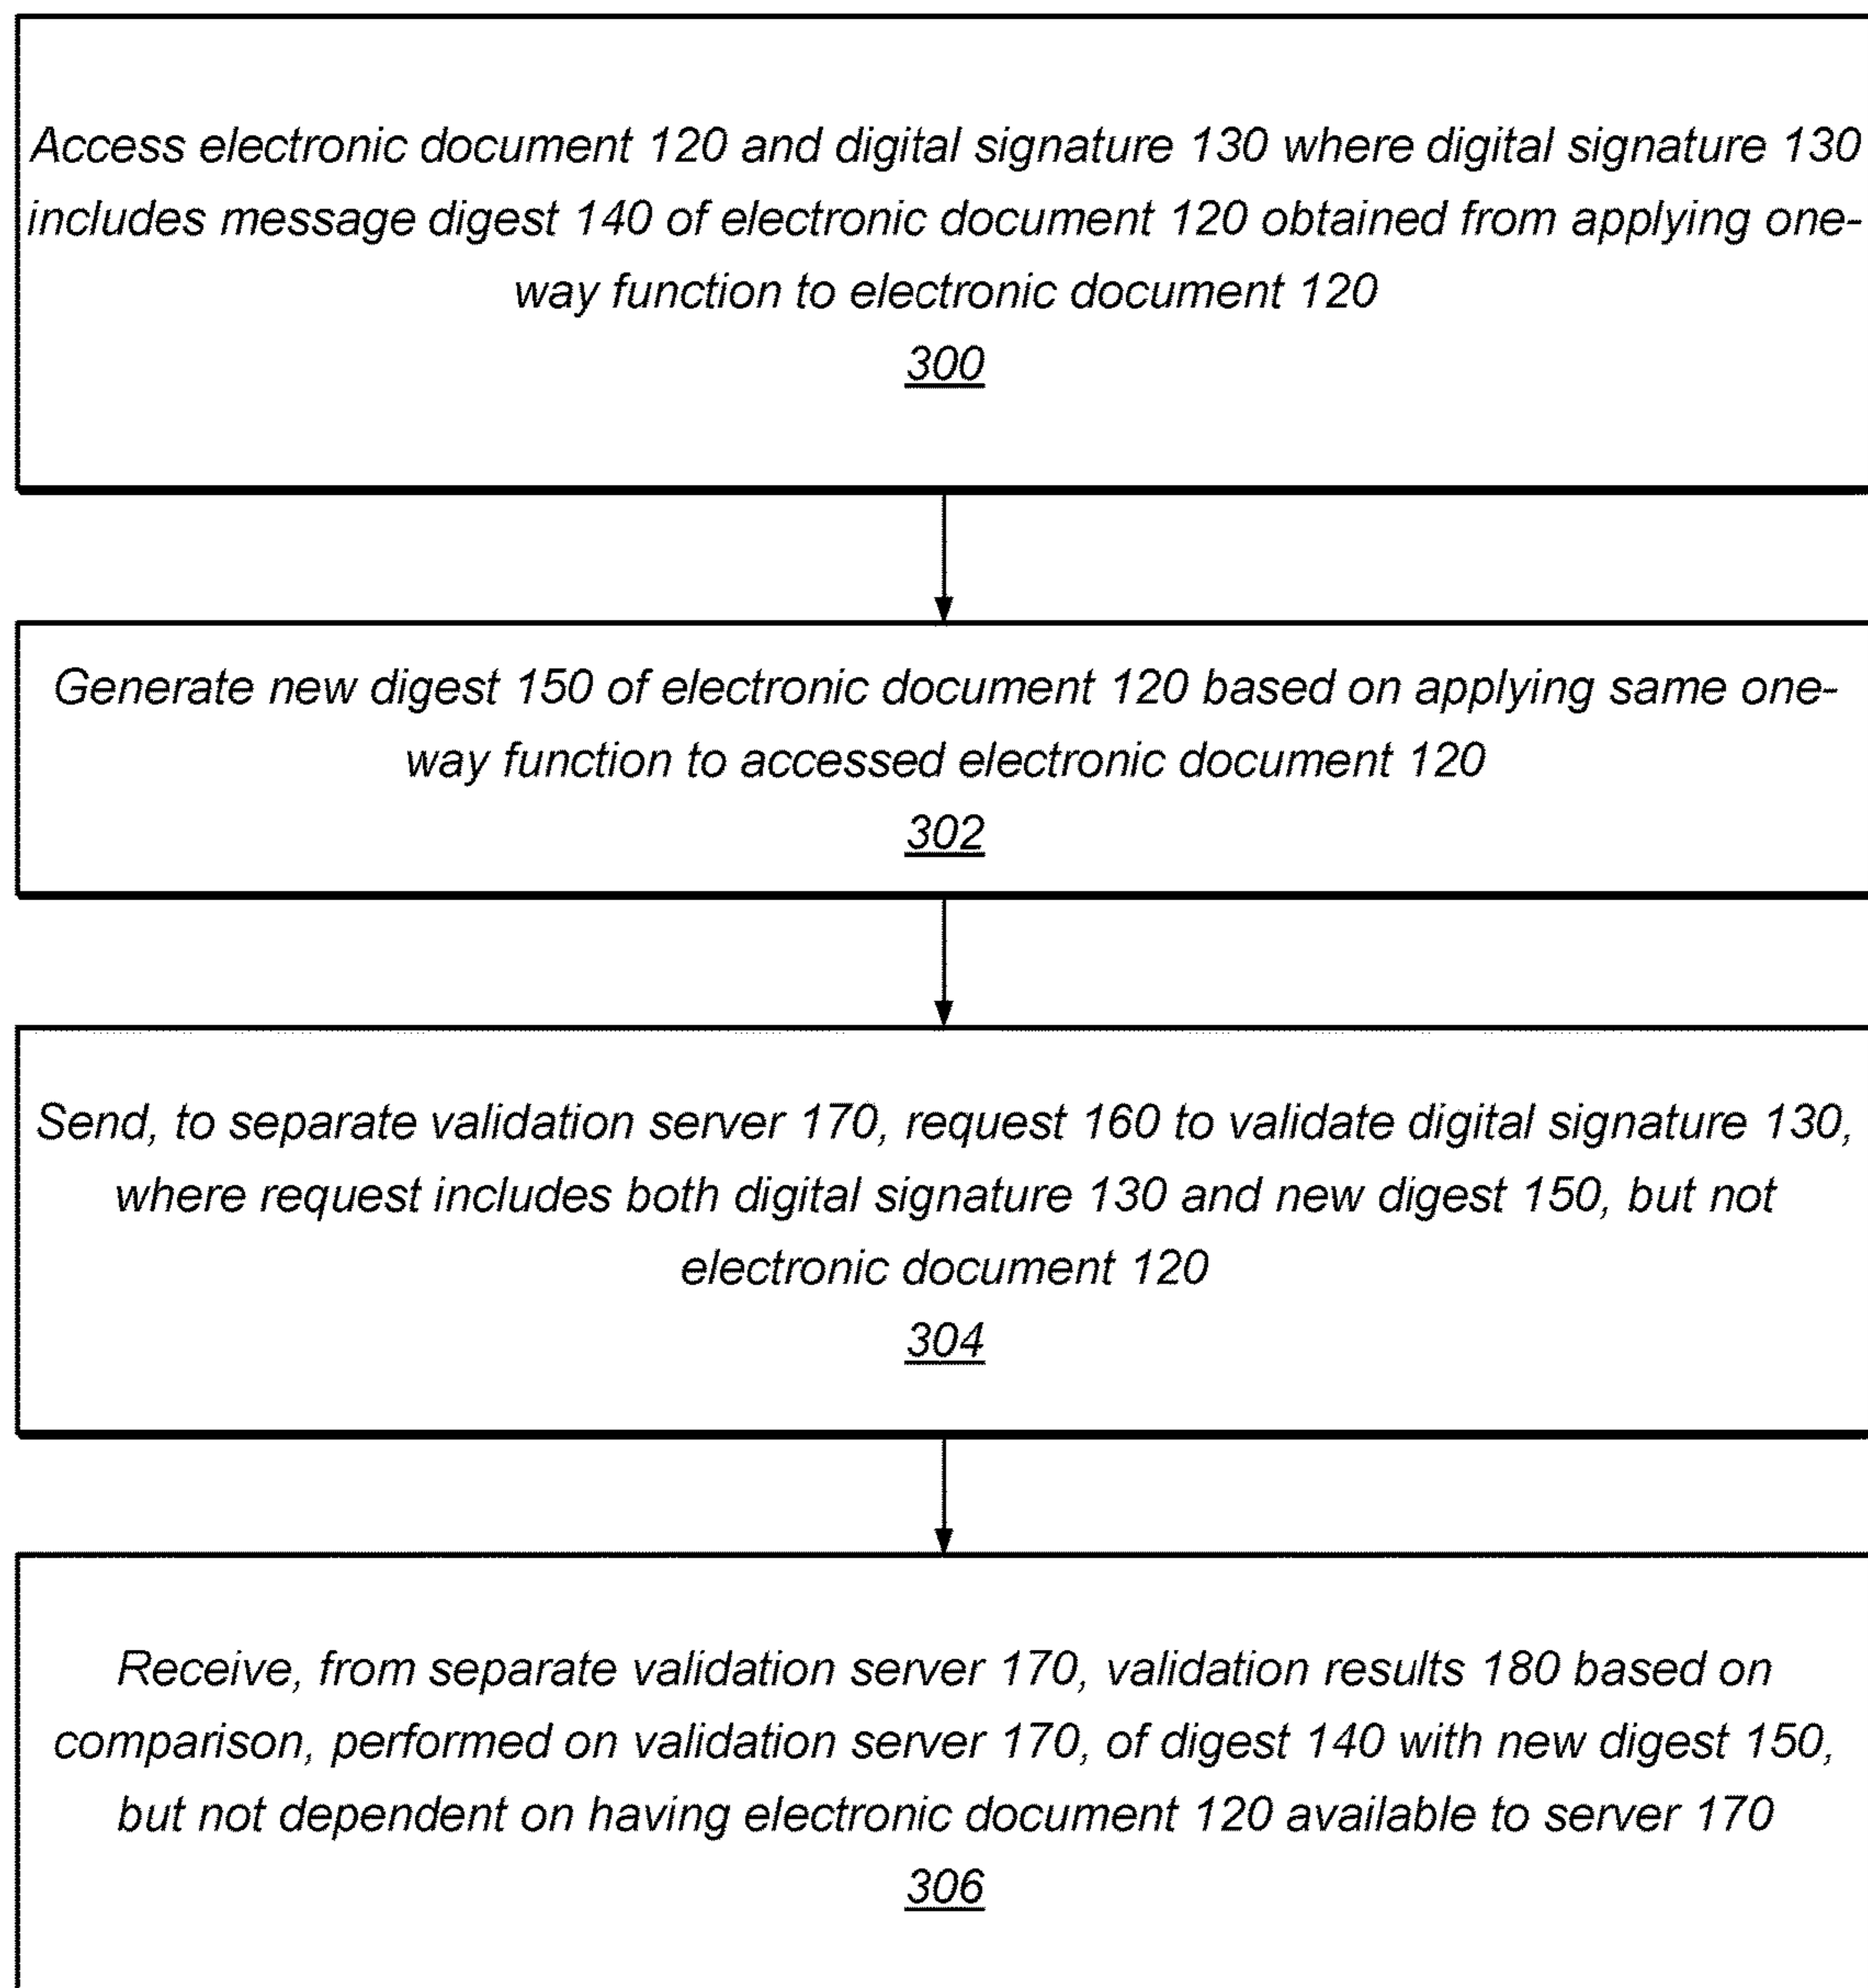 Access electronic document 120 and digital signature 130 where digital signature 130
includes message digest 140 of electronic document 120 obtained from applying one-
way function to electronic document 120
300
Generate new digest 150 of electronic document 120 based on applying same one-
way function to accessed electronic document 120
302
Send, to separate validation server 170, request 160 to validate digital signature 130,
where request includes both digital signature 130 and new digest 150, but not
electronic document 120
304
Receive, from separate validation server 170, validation results 180 based on
comparison, performed on validation server 170, of digest 140 with new digest 150,
but not dependent on having electronic document 120 available to server 170
306